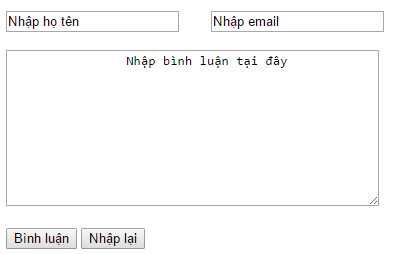 Nhập họ tên Nhập email
Nhập bình luận tại đây
Bình luận Nhập lại